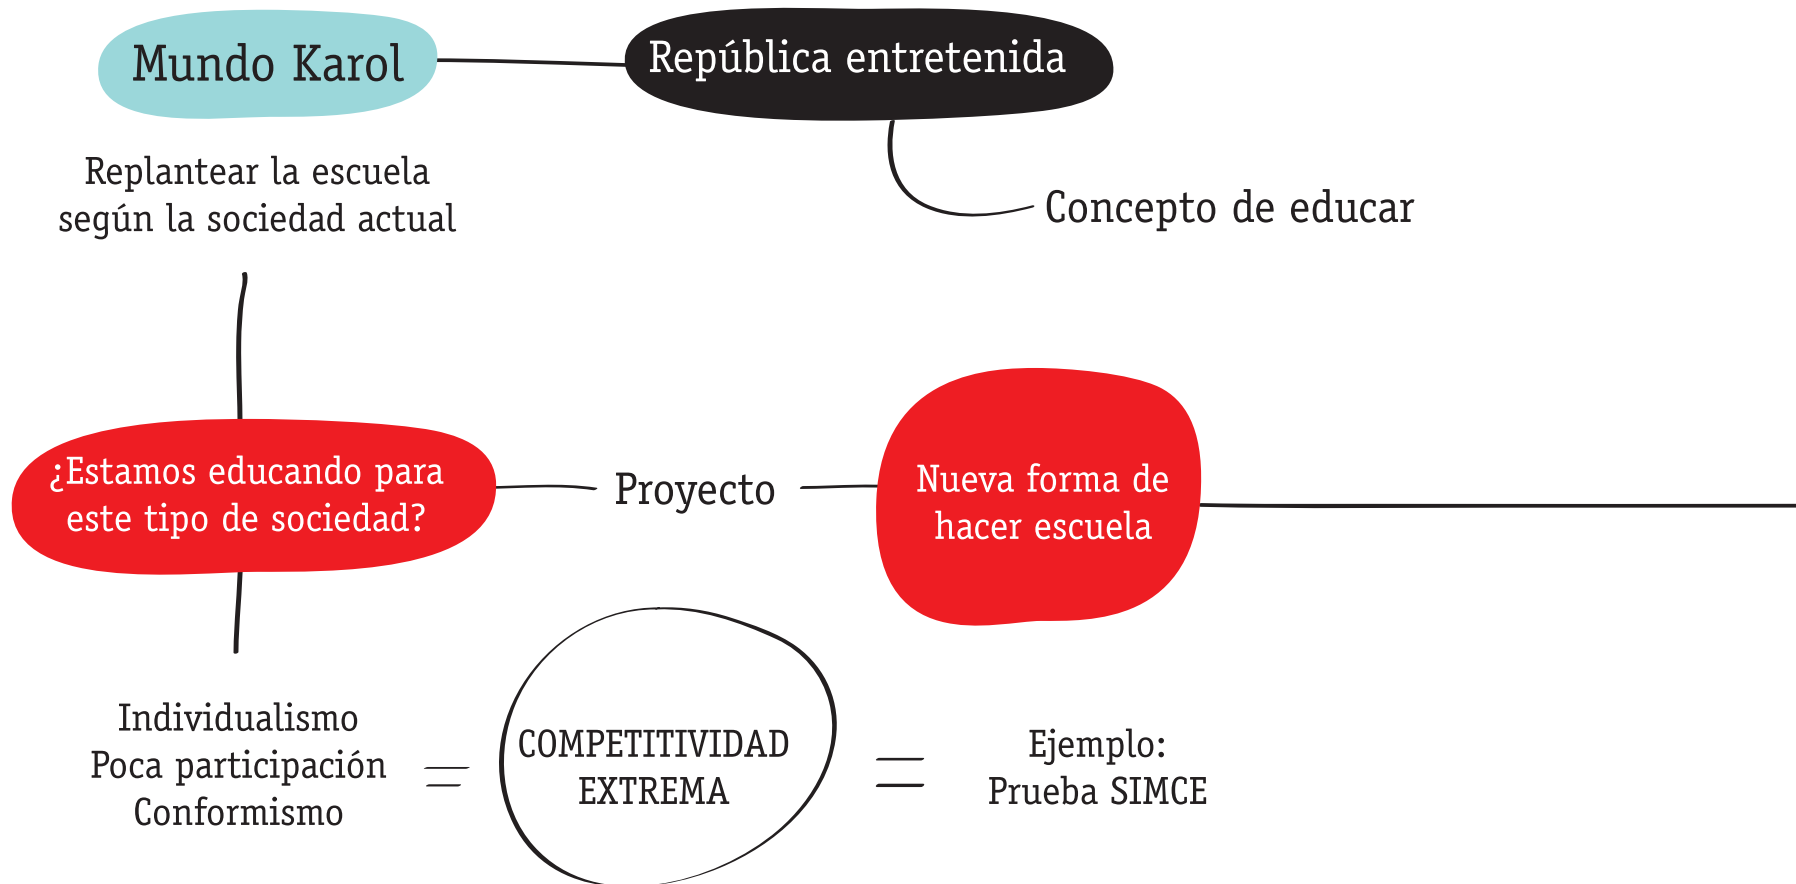 Mundo Karol
República entretenida
Replantear la escuela
según la sociedad actual
Concepto de educar
¿Estamos educando para
este tipo de sociedad?
Proyecto
Nueva forma de
hacer escuela
Individualismo
Poca participación
Conformismo
=
COMPETITIVIDAD
EXTREMA
=
Ejemplo:
Prueba SIMCE